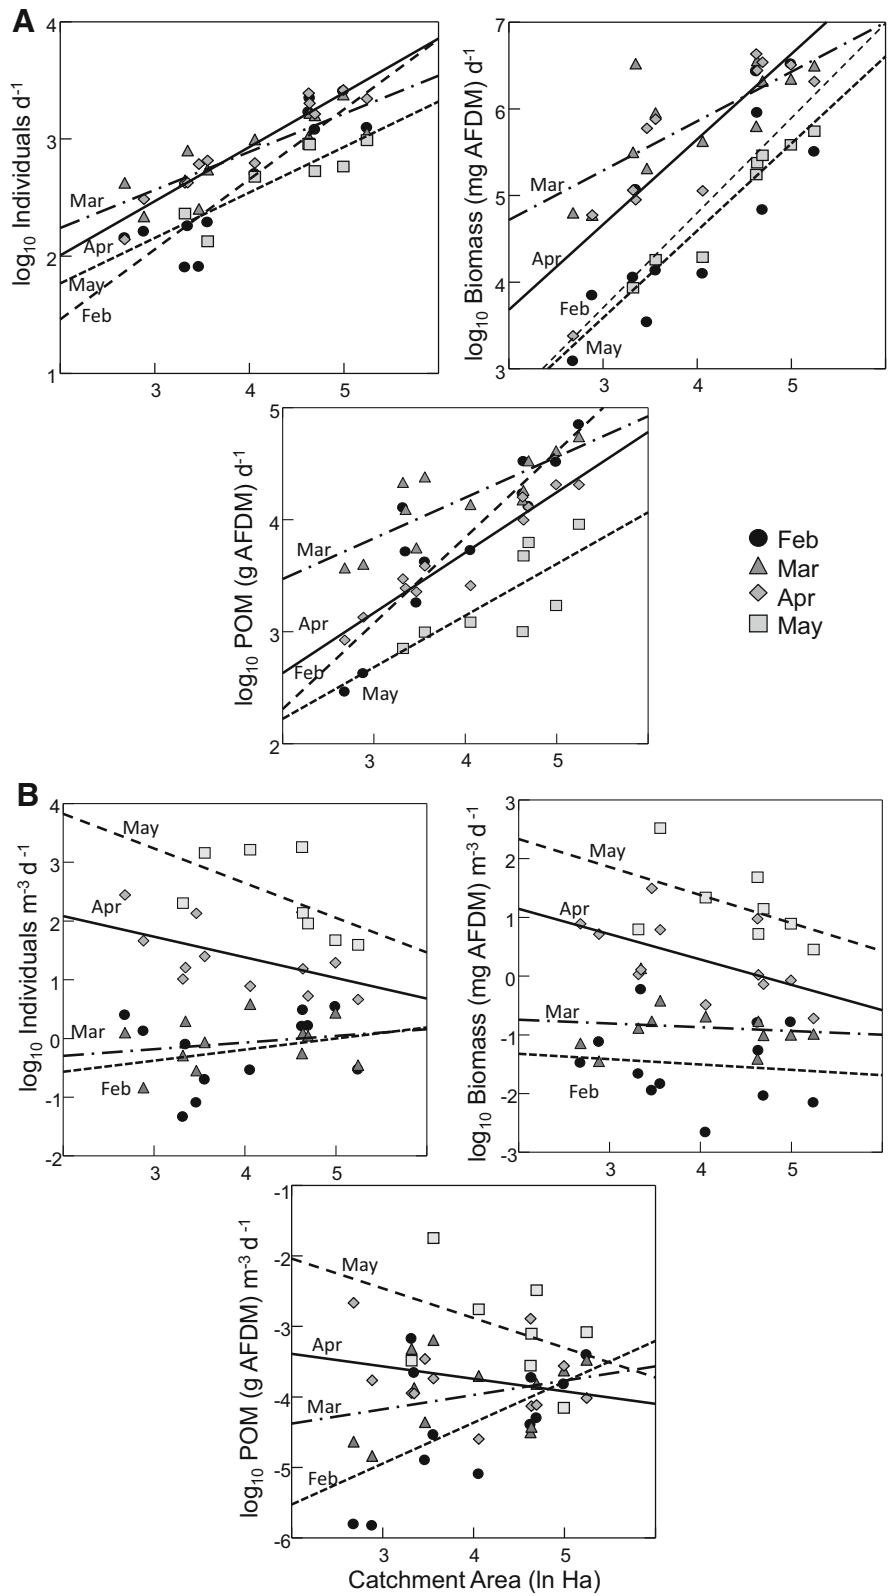 A
log₁₀ Individuals d⁻¹
4
3
2
1
Mar
Apr
May
Feb
3 4 5
log₁₀ Biomass (mg AFDM) d⁻¹
7
6
5
4
3
Mar
Apr
Feb
May
3 4 5
log₁₀ POM (g AFDM) d⁻¹
5
4
3
2
Mar
Apr
Feb
May
3 4 5
Feb
Mar
Apr
May
B
log₁₀ Individuals m⁻³ d⁻¹
4
3
2
1
0
-1
-2
May
Apr
Mar
Feb
3 4 5
log₁₀ Biomass (mg AFDM) m⁻³ d⁻¹
3
2
1
0
-1
-2
-3
May
Apr
Mar
Feb
3 4 5
log₁₀ POM (g AFDM) m⁻³ d⁻¹
-1
-2
-3
-4
-5
-6
May
Apr
Mar
Feb
3 4 5
Catchment Area (ln Ha)